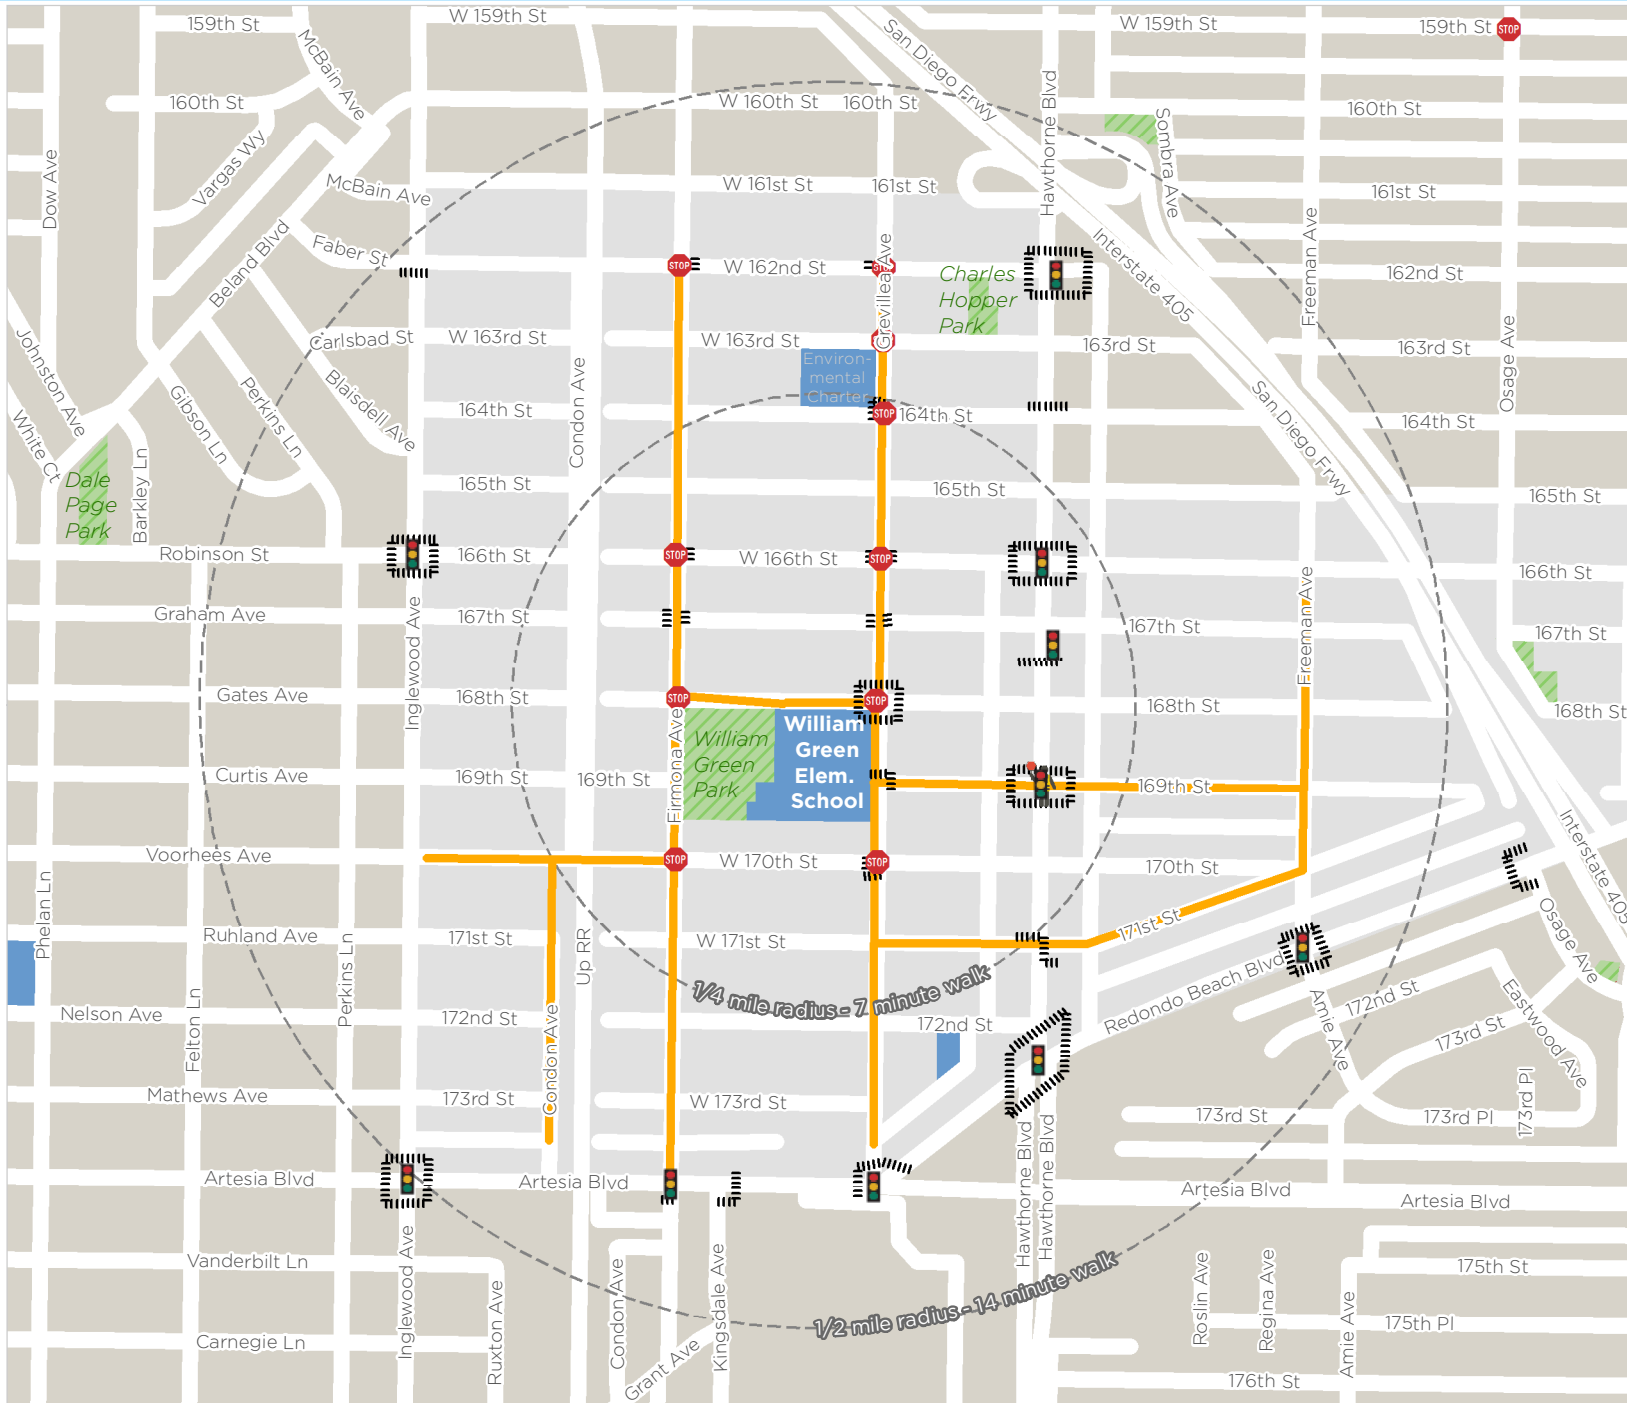 159th St
W 159th St
San Diego Frwy
W 159th St
159th St
STOP
McBain Ave
160th St
W 160th St
160th St
Hawthorne Blvd
160th St
Sombra Ave
Vargas Wy
Dow Ave
McBain Ave
W 161st St
161st St
161st St
Beland Blvd
Faber St
STOP
W 162nd St
STOP
Grevillea Ave
Charles
Hopper
Park
Interstate 405
Freeman Ave
162nd St
Johnston Ave
Carlsbad St
W 163rd St
W 163rd St
163rd St
163rd St
Osage Ave
Environ-
mental
Charter
White Ct
Gibson Ln
Perkins Ln
Blaisdell Ave
164th St
Condon Ave
STOP
164th St
San Diego Frwy
164th St
Dale
Page
Park
Barkley Ln
165th St
165th St
165th St
Robinson St
166th St
STOP
W 166th St
STOP
166th St
Graham Ave
Inglewood Ave
167th St
167th St
Freeman Ave
167th St
Gates Ave
168th St
STOP
STOP
168th St
168th St
Firmona Ave
William
Green
Park
William
Green
Elem.
School
Curtis Ave
169th St
169th St
169th St
Interstate 405
Voorhees Ave
STOP
W 170th St
STOP
170th St
Phelan Ln
Ruhland Ave
Perkins Ln
171st St
Up RR
W 171st St
171st St
Osage Ave
1/4 mile radius - 7 minute walk
Redondo Beach Blvd
Nelson Ave
Felton Ln
172nd St
Condon Ave
172nd St
Amie Ave
172nd St
173rd St
Eastwood Ave
Mathews Ave
173rd St
W 173rd St
173rd St
173rd Pl
173rd Pl
Hawthorne Blvd
Hawthorne Blvd
Artesia Blvd
Artesia Blvd
Artesia Blvd
Artesia Blvd
Vanderbilt Ln
Inglewood Ave
Ruxton Ave
Condon Ave
Kingsdale Ave
Grant Ave
1/2 mile radius - 14 minute walk
Roslin Ave
Regina Ave
Amie Ave
175th St
Carnegie Ln
175th Pl
176th St